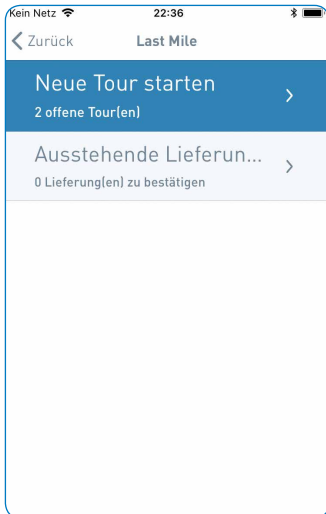 Kein Netz 22:36
Zurück Last Mile
Neue Tour starten
2 offene Tour(en)
Ausstehende Lieferun...
0 Lieferung(en) zu bestätigen